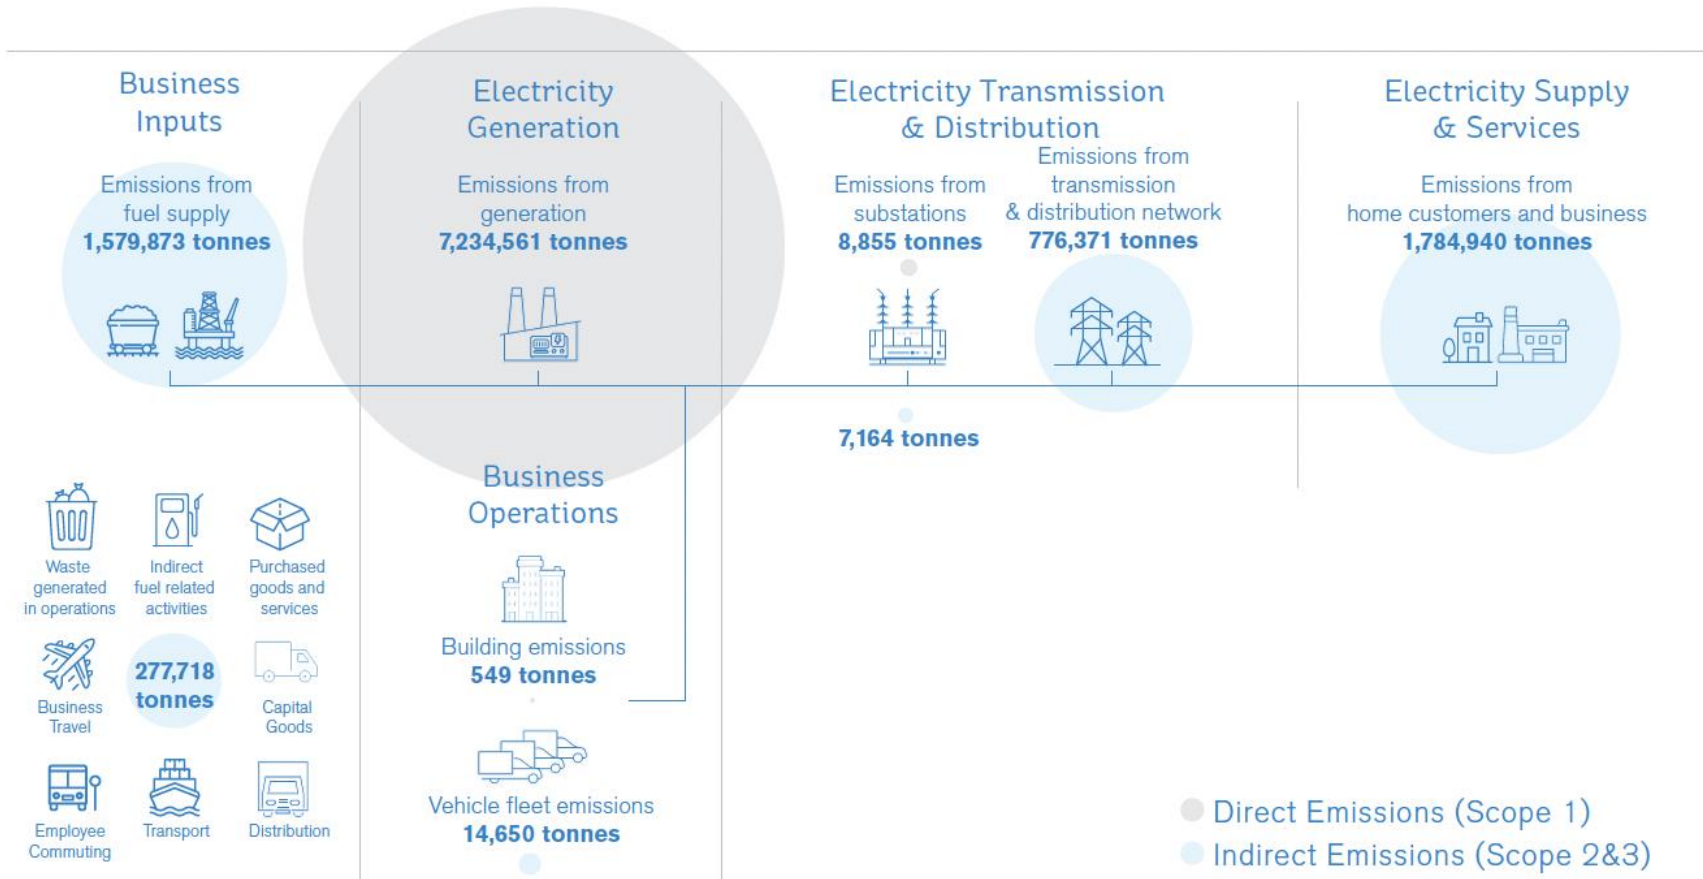 Business
Inputs
Emissions from
fuel supply
1,579,873 tonnes
Waste
generated
in operations
Indirect
fuel related
activities
Purchased
goods and
services
Business
Travel
277,718
tonnes
Capital
Goods
Employee
Commuting
Transport
Distribution
Electricity
Generation
Emissions from
generation
7,234,561 tonnes
Business
Operations
Building emissions
549 tonnes
Vehicle fleet emissions
14,650 tonnes
Electricity Transmission
& Distribution
Emissions from
substations
8,855 tonnes
Emissions from
transmission
& distribution network
776,371 tonnes
7,164 tonnes
Electricity Supply
& Services
Emissions from
home customers and business
1,784,940 tonnes
Direct Emissions (Scope 1)
Indirect Emissions (Scope 2&3)